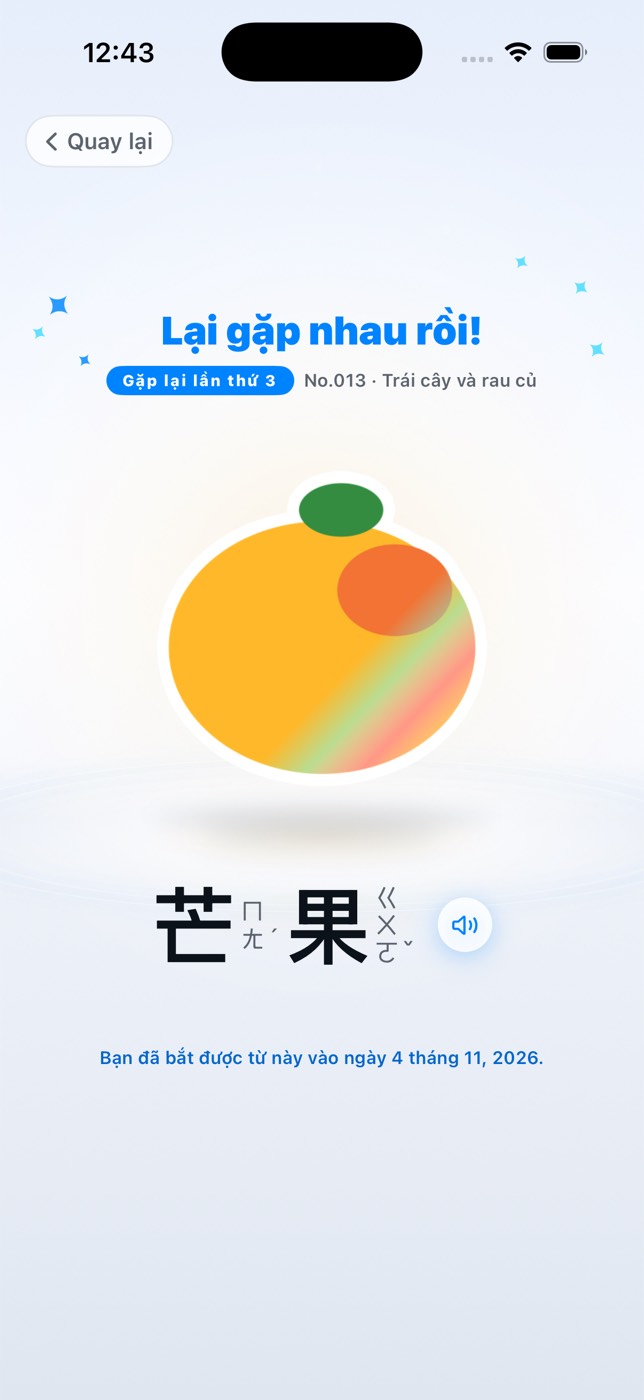 12:43
Quay lại
Lại gặp nhau rồi!
Gặp lại lần thứ 3 No.013 · Trái cây và rau củ
芒ㄇㄤˊ果ㄍㄨㄛˇ
Bạn đã bắt được từ này vào ngày 4 tháng 11, 2026.